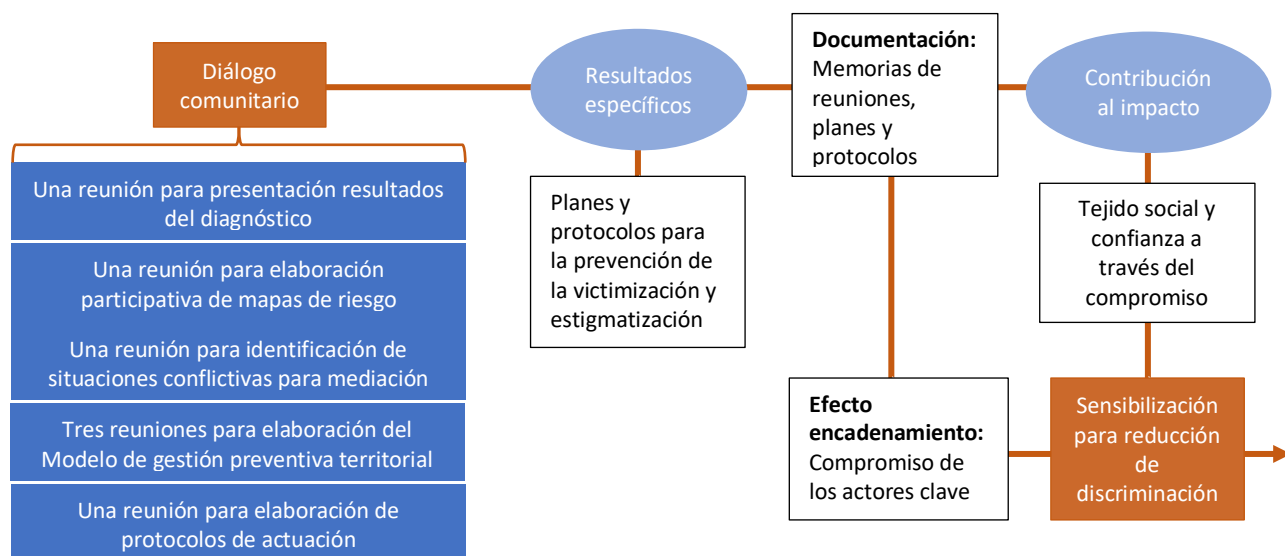 Diálogo
comunitario
Una reunión para presentación resultados
del diagnóstico
Una reunión para elaboración
participativa de mapas de riesgo
Una reunión para identificación de
situaciones conflictivas para mediación
Tres reuniones para elaboración del
Modelo de gestión preventiva territorial
Una reunión para elaboración de
protocolos de actuación
Resultados
específicos
Planes y
protocolos para
la prevención de
la victimización y
estigmatización
Documentación:
Memorias de
reuniones,
planes y
protocolos
Efecto
encadenamiento:
Compromiso de
los actores clave
Contribución
al impacto
Tejido social y
confianza a
través del
compromiso
Sensibilización
para reducción
de
discriminación